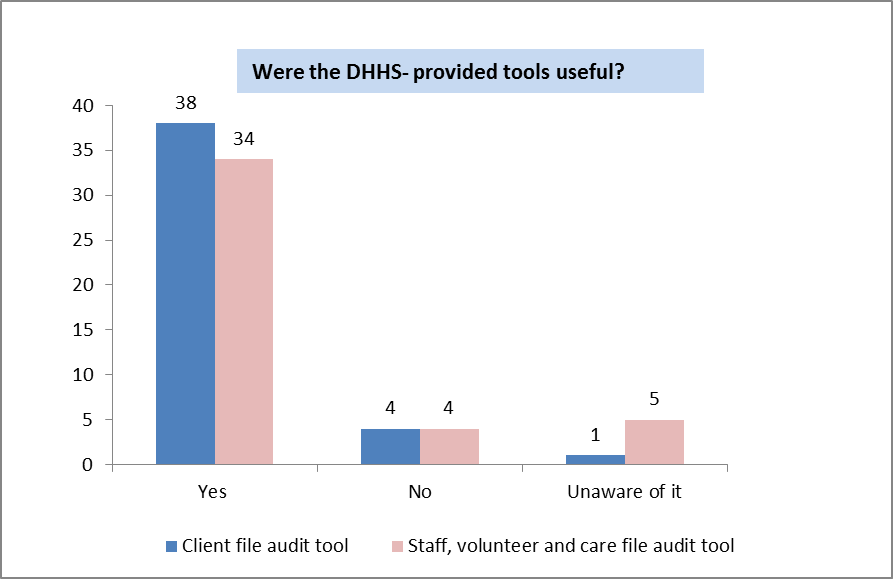 Were the DHHS- provided tools useful?
40
35
30
25
20
15
10
5
0
38
34
4
4
1
5
Yes
No
Unaware of it
Client file audit tool
Staff, volunteer and care file audit tool